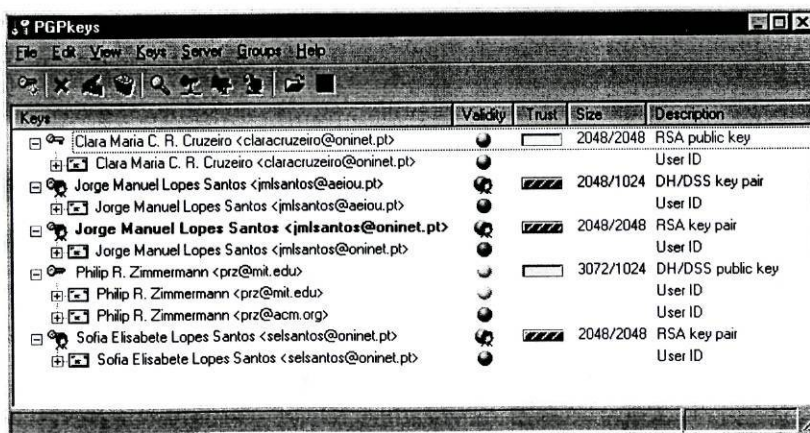 PGPkeys
File Edit View Keys Server Groups Help
Keys Validity Trust Size Description
Clara Maria C. R. Cruzeiro <claracruzeiro@oninet.pt> 2048/2048 RSA public key
Clara Maria C. R. Cruzeiro <claracruzeiro@oninet.pt> User ID
Jorge Manuel Lopes Santos <jmlsantos@aeiou.pt> 2048/1024 DH/DSS key pair
Jorge Manuel Lopes Santos <jmlsantos@aeiou.pt> User ID
Jorge Manuel Lopes Santos <jmlsantos@oninet.pt> 2048/2048 RSA key pair
Jorge Manuel Lopes Santos <jmlsantos@oninet.pt> User ID
Philip R. Zimmermann <prz@mit.edu> 3072/1024 DH/DSS public key
Philip R. Zimmermann <prz@mit.edu> User ID
Philip R. Zimmermann <prz@acm.org> User ID
Sofia Elisabete Lopes Santos <selsantos@oninet.pt> 2048/2048 RSA key pair
Sofia Elisabete Lopes Santos <selsantos@oninet.pt> User ID